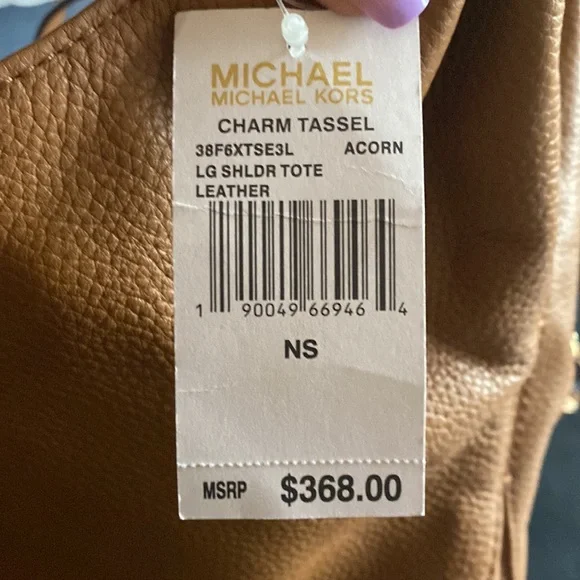 MICHAEL
MICHAEL KORS
CHARM TASSEL
38F6XTSE3L ACORN
LG SHLDR TOTE
LEATHER
1 90049 66946 4
NS
MSRP $368.00